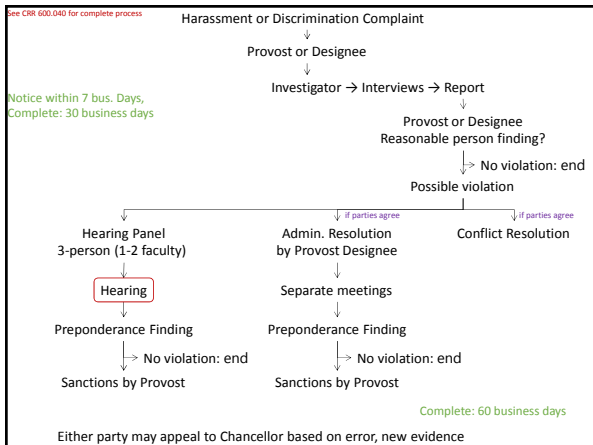 See CRR 600.040 for complete process
Harassment or Discrimination Complaint
Provost or Designee
Investigator → Interviews → Report
Notice within 7 bus. Days,
Complete: 30 business days
Provost or Designee
Reasonable person finding?
No violation: end
Possible violation
if parties agree
if parties agree
Hearing Panel
3-person (1-2 faculty)
Admin. Resolution
by Provost Designee
Conflict Resolution
Hearing
Separate meetings
Preponderance Finding
Preponderance Finding
No violation: end
No violation: end
Sanctions by Provost
Sanctions by Provost
Complete: 60 business days
Either party may appeal to Chancellor based on error, new evidence